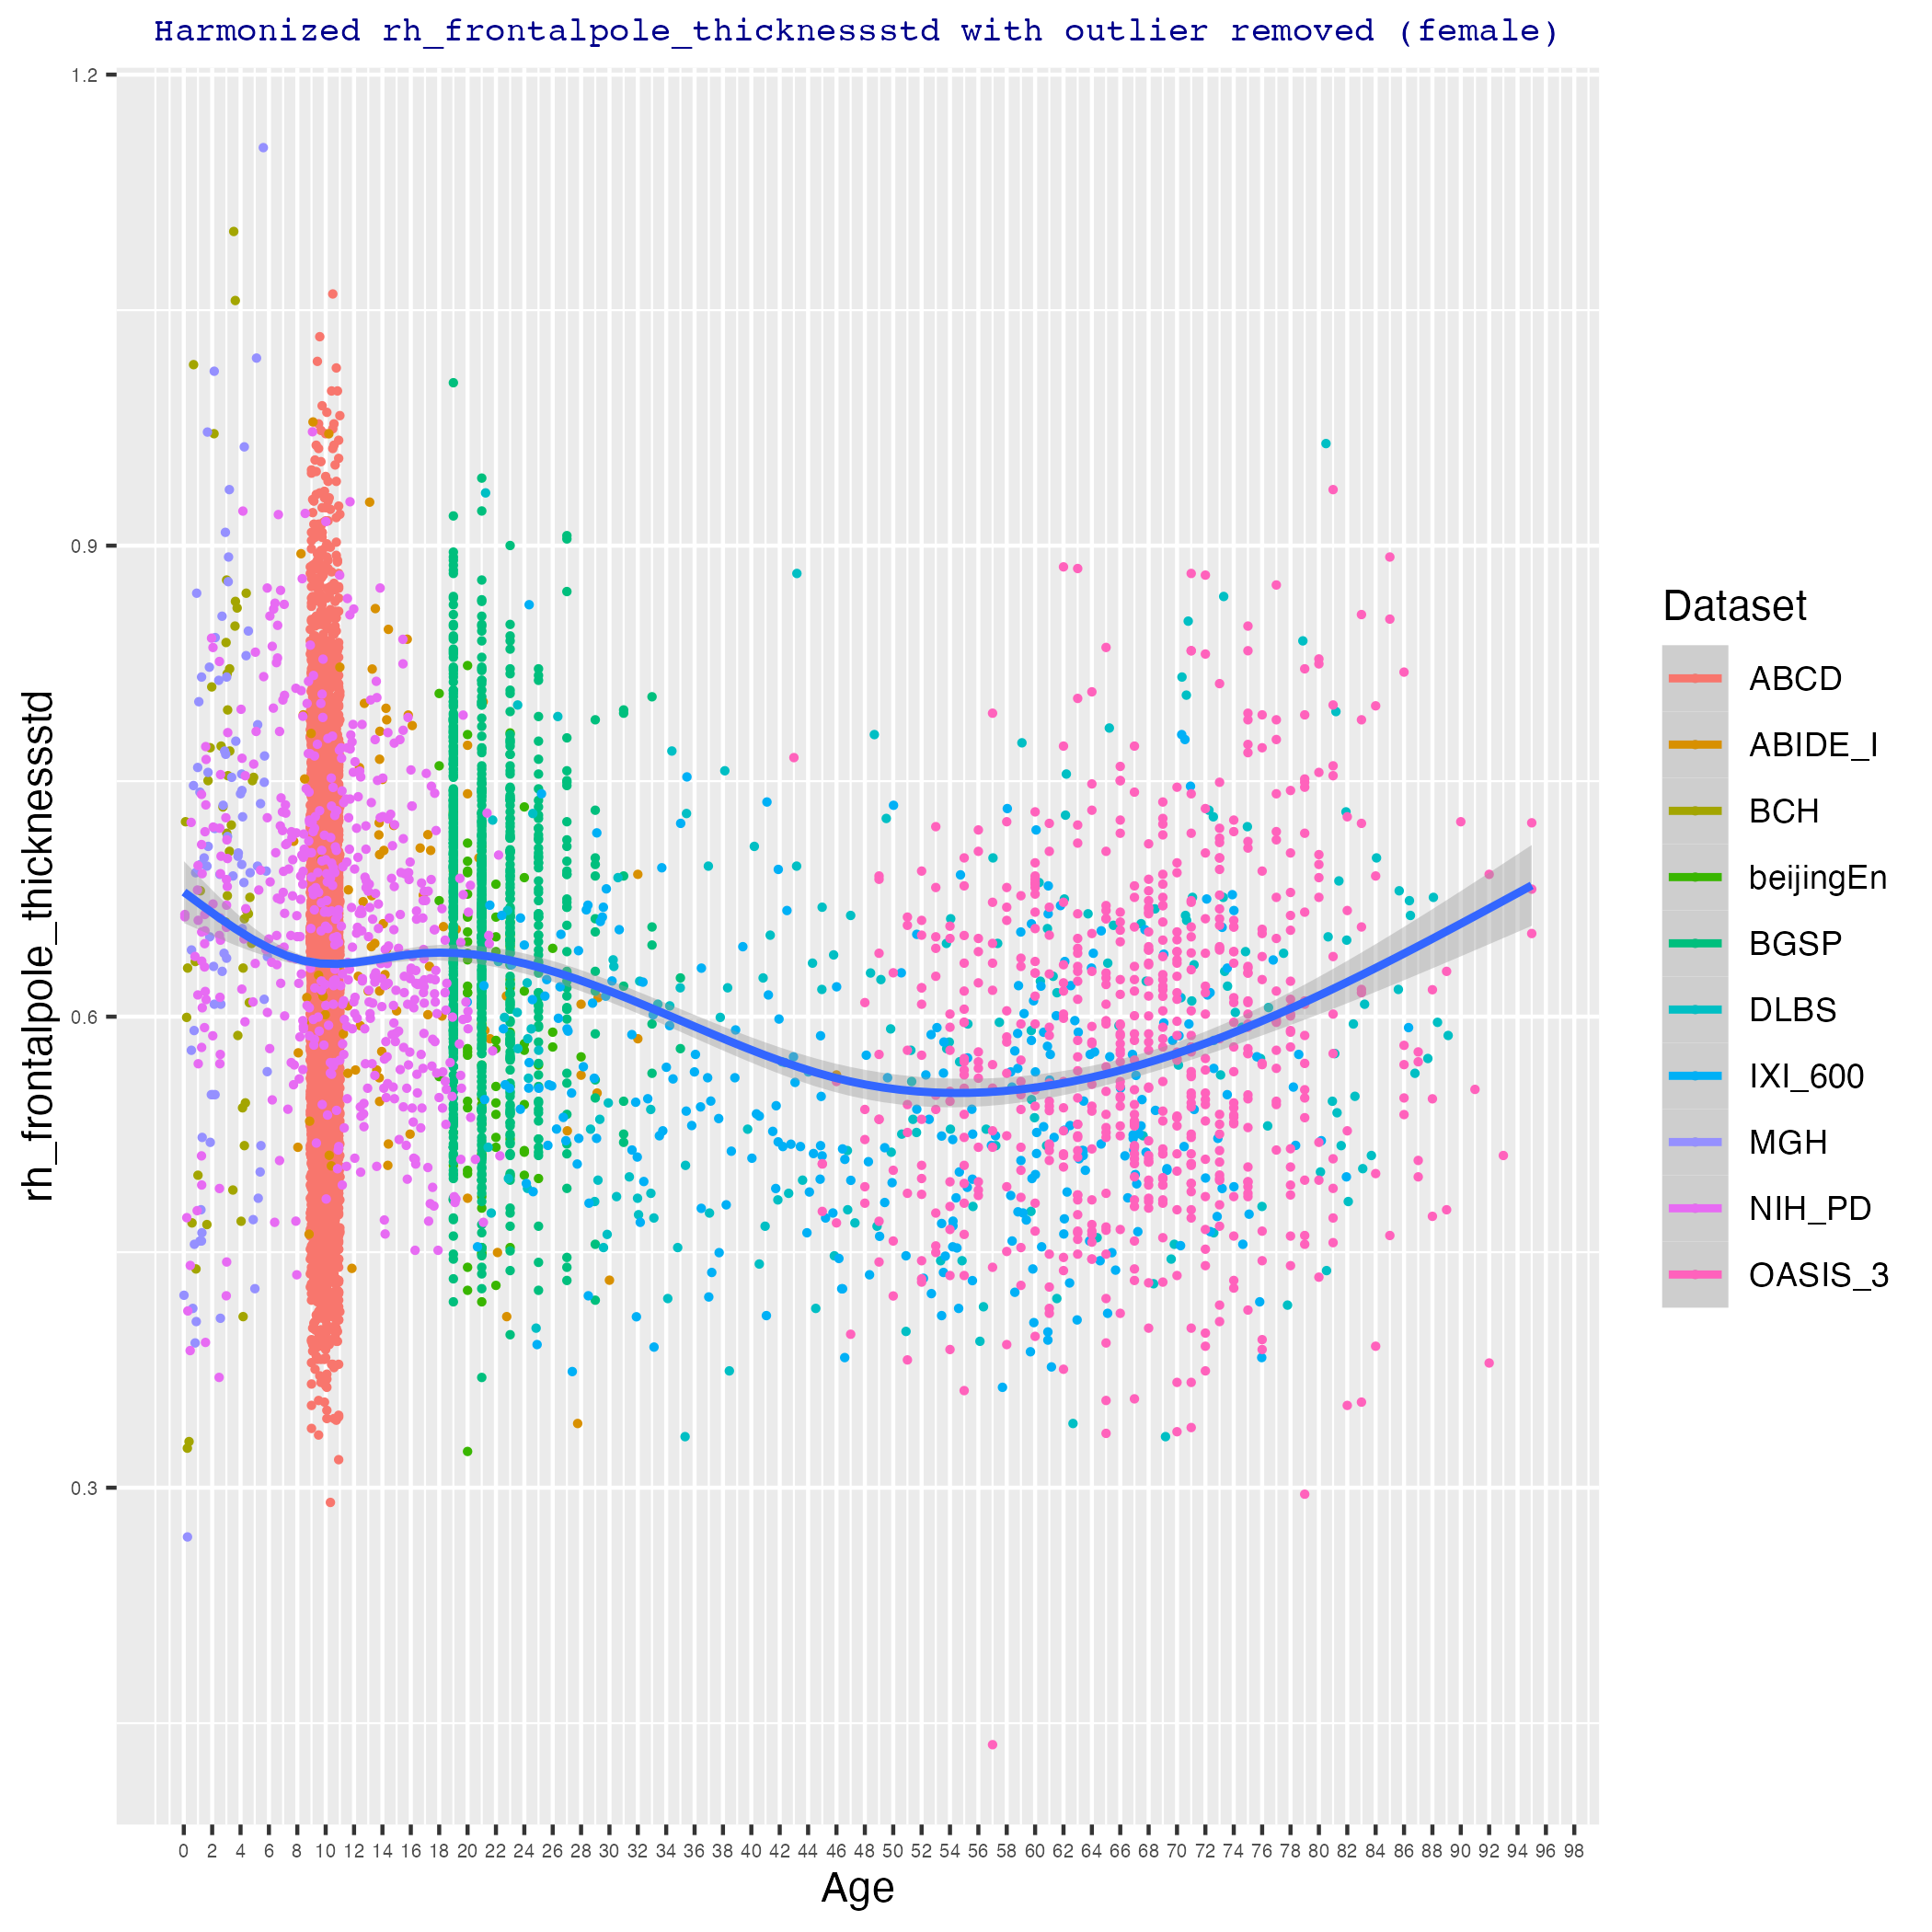 Harmonized rh_frontalpole_thicknessstd with outlier removed (female)
rh_frontalpole_thicknessstd
1.2
0.9
0.6
0.3
0 2 4 6 8 10 12 14 16 18 20 22 24 26 28 30 32 34 36 38 40 42 44 46 48 50 52 54 56 58 60 62 64 66 68 70 72 74 76 78 80 82 84 86 88 90 92 94 96 98
Age
Dataset
ABCD
ABIDE_I
BCH
beijingEn
BGSP
DLBS
IXI_600
MGH
NIH_PD
OASIS_3